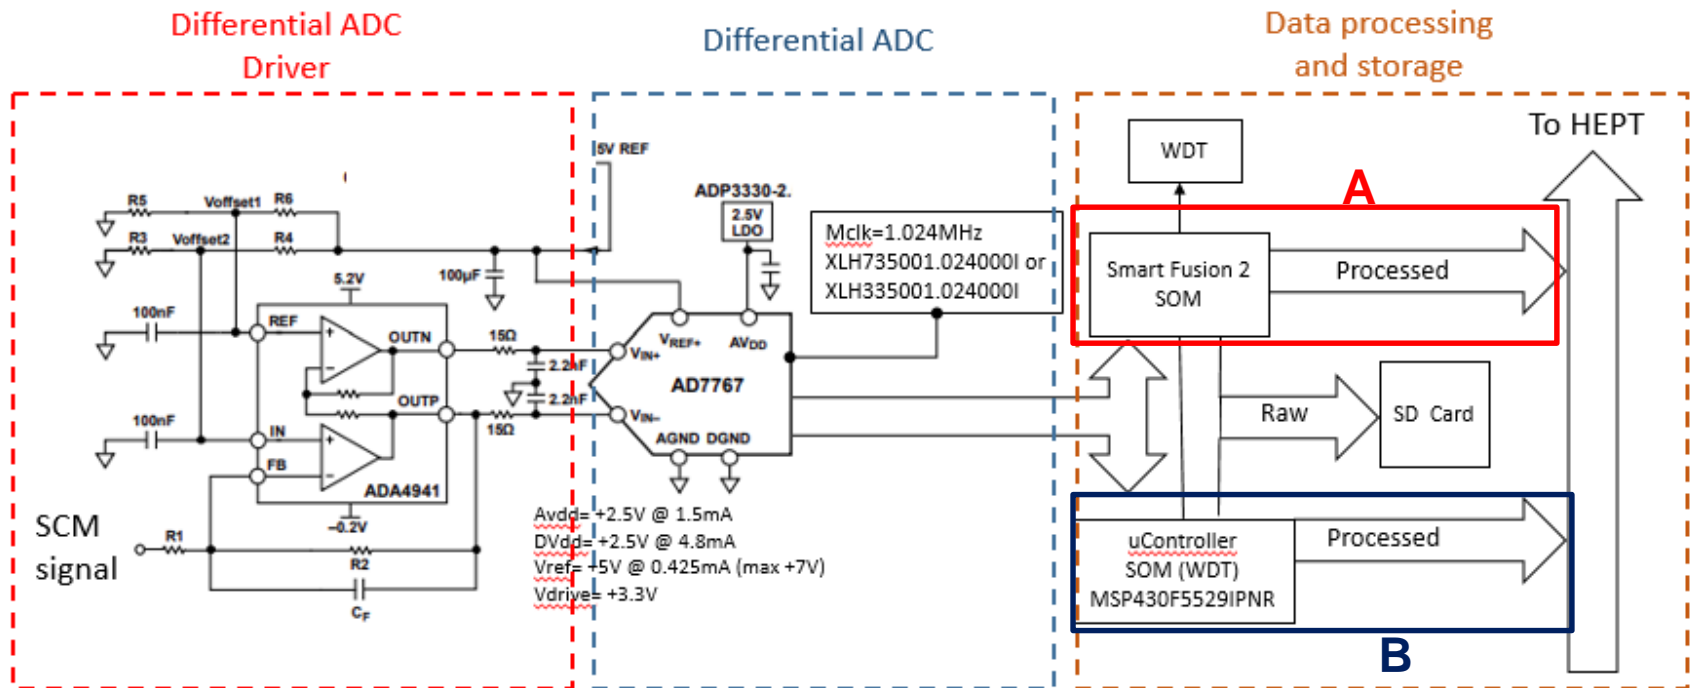 Differential ADC
Driver
Differential ADC
Data processing
and storage
To HEPT
WDT
5V REF
A
ADP3330-2.
2.5V
LDO
R5
Voffset1
R6
R3
Voffset2
R4
Mclk=1.024MHz
XLH735001.024000I or
XLH335001.024000I
Smart Fusion 2
SOM
Processed
100µF
5.2V
100nF
REF
OUTN
15Ω
VIN+
VREF+
AVDD
2.2nF
AD7767
OUTP
2.2nF
100nF
15Ω
VIN–
IN
AGND DGND
FB
ADA4941
–0.2V
Raw
SD Card
SCM
signal
R1
R2
CF
Avdd= +2.5V @ 1.5mA
DVdd= +2.5V @ 4.8mA
Vref= +5V @ 0.425mA (max +7V)
Vdrive= +3.3V
uController
SOM (WDT)
MSP430F5529IPNR
Processed
B